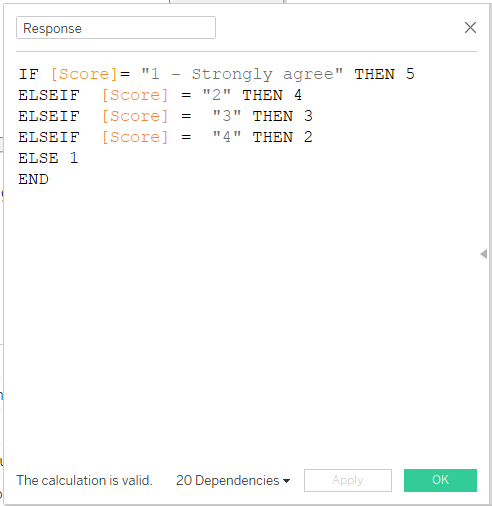 Response
IF [Score]= "1 - Strongly agree" THEN 5
ELSEIF  [Score] = "2" THEN 4
ELSEIF  [Score] =  "3" THEN 3
ELSEIF  [Score] =  "4" THEN 2
ELSE 1
END
The calculation is valid. 20 Dependencies Apply OK